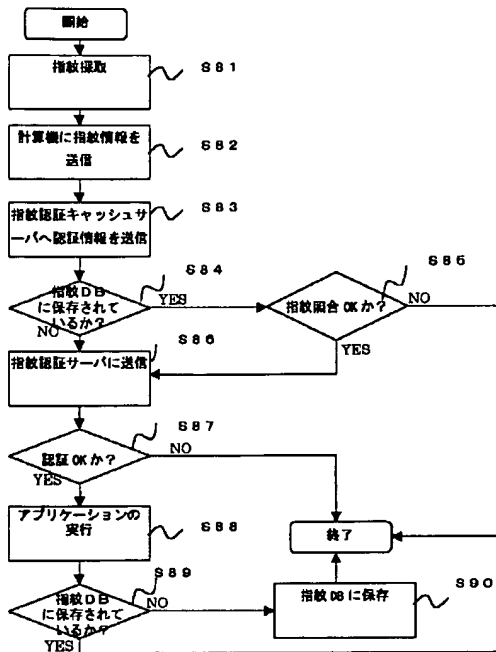 開始
指紋採取
S81
計算機に指紋情報を
送信
S82
指紋認証キャッシュサ
ーバへ認証情報を送信
S83
S84
指紋DB
に保存されて
いるか?
YES
NO
S85
指紋照合OKか?
NO
YES
S86
指紋認証サーバに送信
S87
認証OKか?
NO
YES
アプリケーションの
実行
S88
終了
S89
指紋DB
に保存されて
いるか?
NO
YES
指紋DBに保存
S90